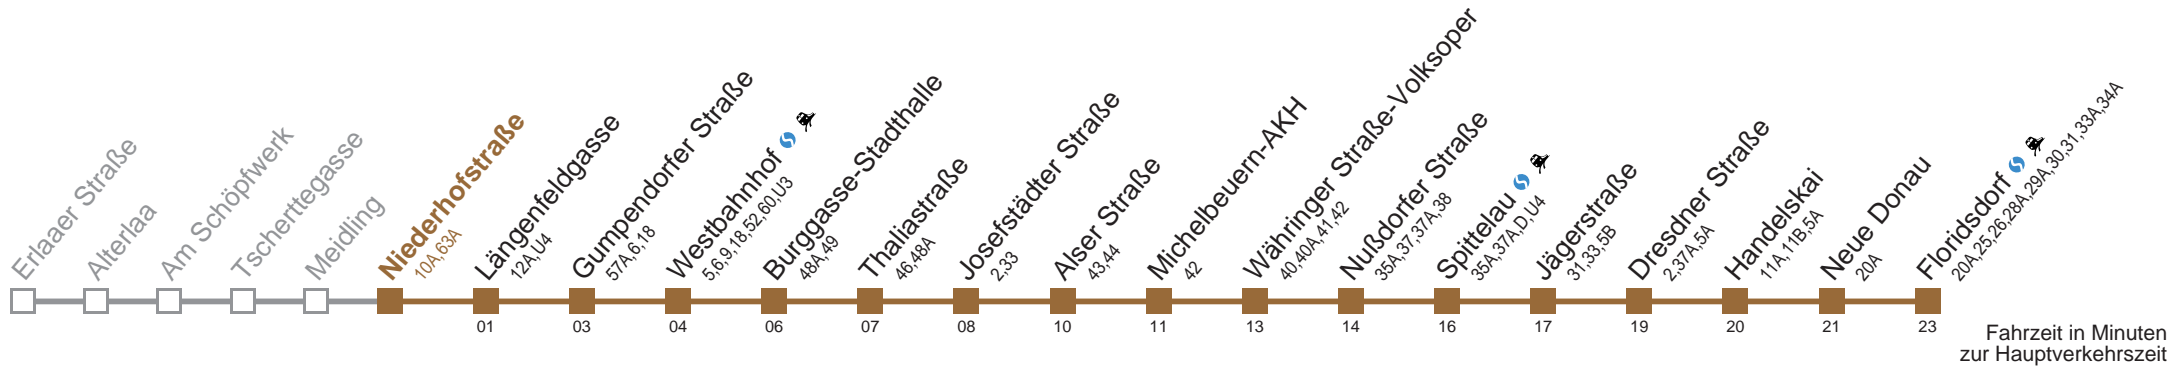 Erlaaer Straße
Alterlaa
Am Schöpfwerk
Tscherttegasse
Meidling
Niederhofstraße
10A,63A
Längenfeldgasse
12A,U4
01
Gumpendorfer Straße
57A,6,18
03
Westbahnhof
5,6,9,18,52,60,U3
04
Burggasse-Stadthalle
48A,49
06
Thaliastraße
46,48A
07
Josefstädter Straße
2,33
08
Alser Straße
43,44
10
Michelbeuern-AKH
42
11
Währinger Straße-Volksoper
40,40A,41,42
13
Nußdorfer Straße
35A,37,37A,38
14
Spittelau
35A,37A,D,U4
16
Jägerstraße
31,33,5B
17
Dresdner Straße
2,37A,5A
19
Handelskai
11A,11B,5A
20
Neue Donau
20A
21
Floridsdorf
20A,25,26,28A,29A,30,31,33A,34A
23
Fahrzeit in Minuten
zur Hauptverkehrszeit